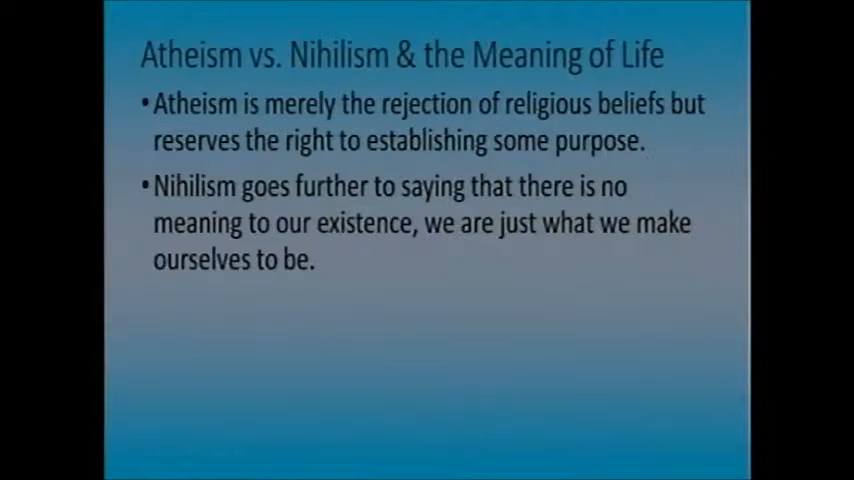 Atheism vs. Nihilism & the Meaning of Life
•Atheism is merely the rejection of religious beliefs but
reserves the right to establishing some purpose.
•Nihilism goes further to saying that there is no
meaning to our existence, we are just what we make
ourselves to be.